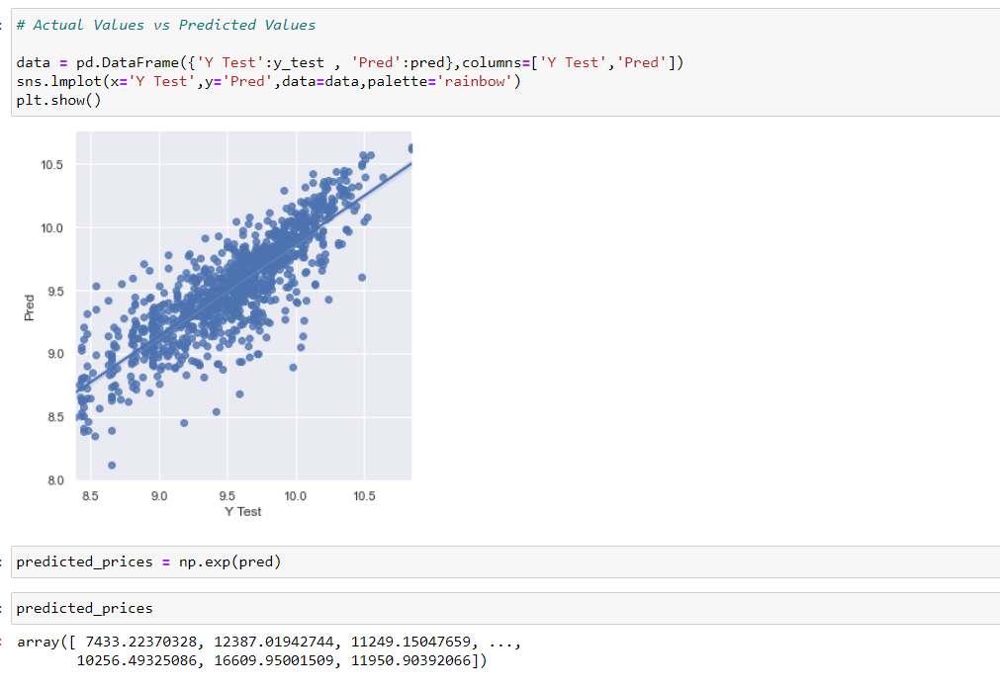 # Actual Values vs Predicted Values
data = pd.DataFrame({'Y Test':y_test , 'Pred':pred},columns=['Y Test','Pred'])
sns.lmplot(x='Y Test',y='Pred',data=data,palette='rainbow')
plt.show()
10.5
10.0
9.5
9.0
8.5
8.0
Pred
8.5 9.0 9.5 10.0 10.5
Y Test
predicted_prices = np.exp(pred)
predicted_prices
array([ 7433.22370328, 12387.01942744, 11249.15047659, ...,
10256.49325086, 16609.95001509, 11950.90392066])